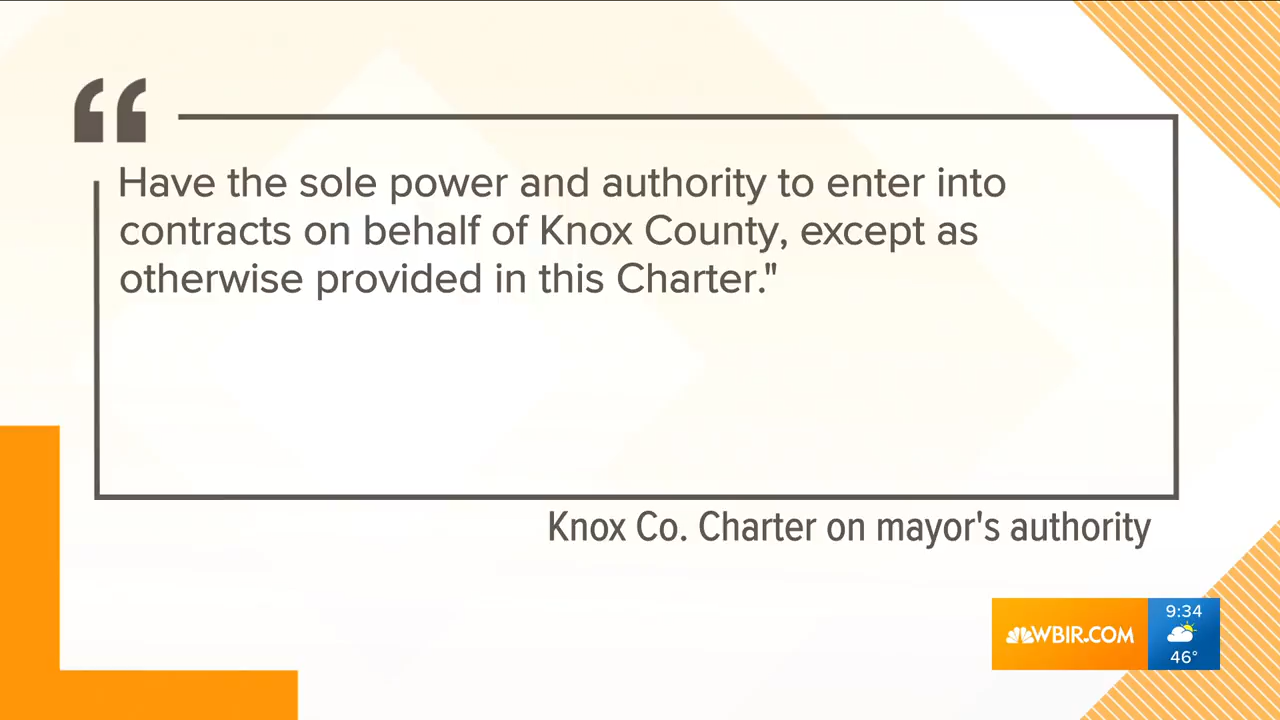 “
Have the sole power and authority to enter into
contracts on behalf of Knox County, except as
otherwise provided in this Charter."
Knox Co. Charter on mayor's authority
WBIR.COM
9:34
46°